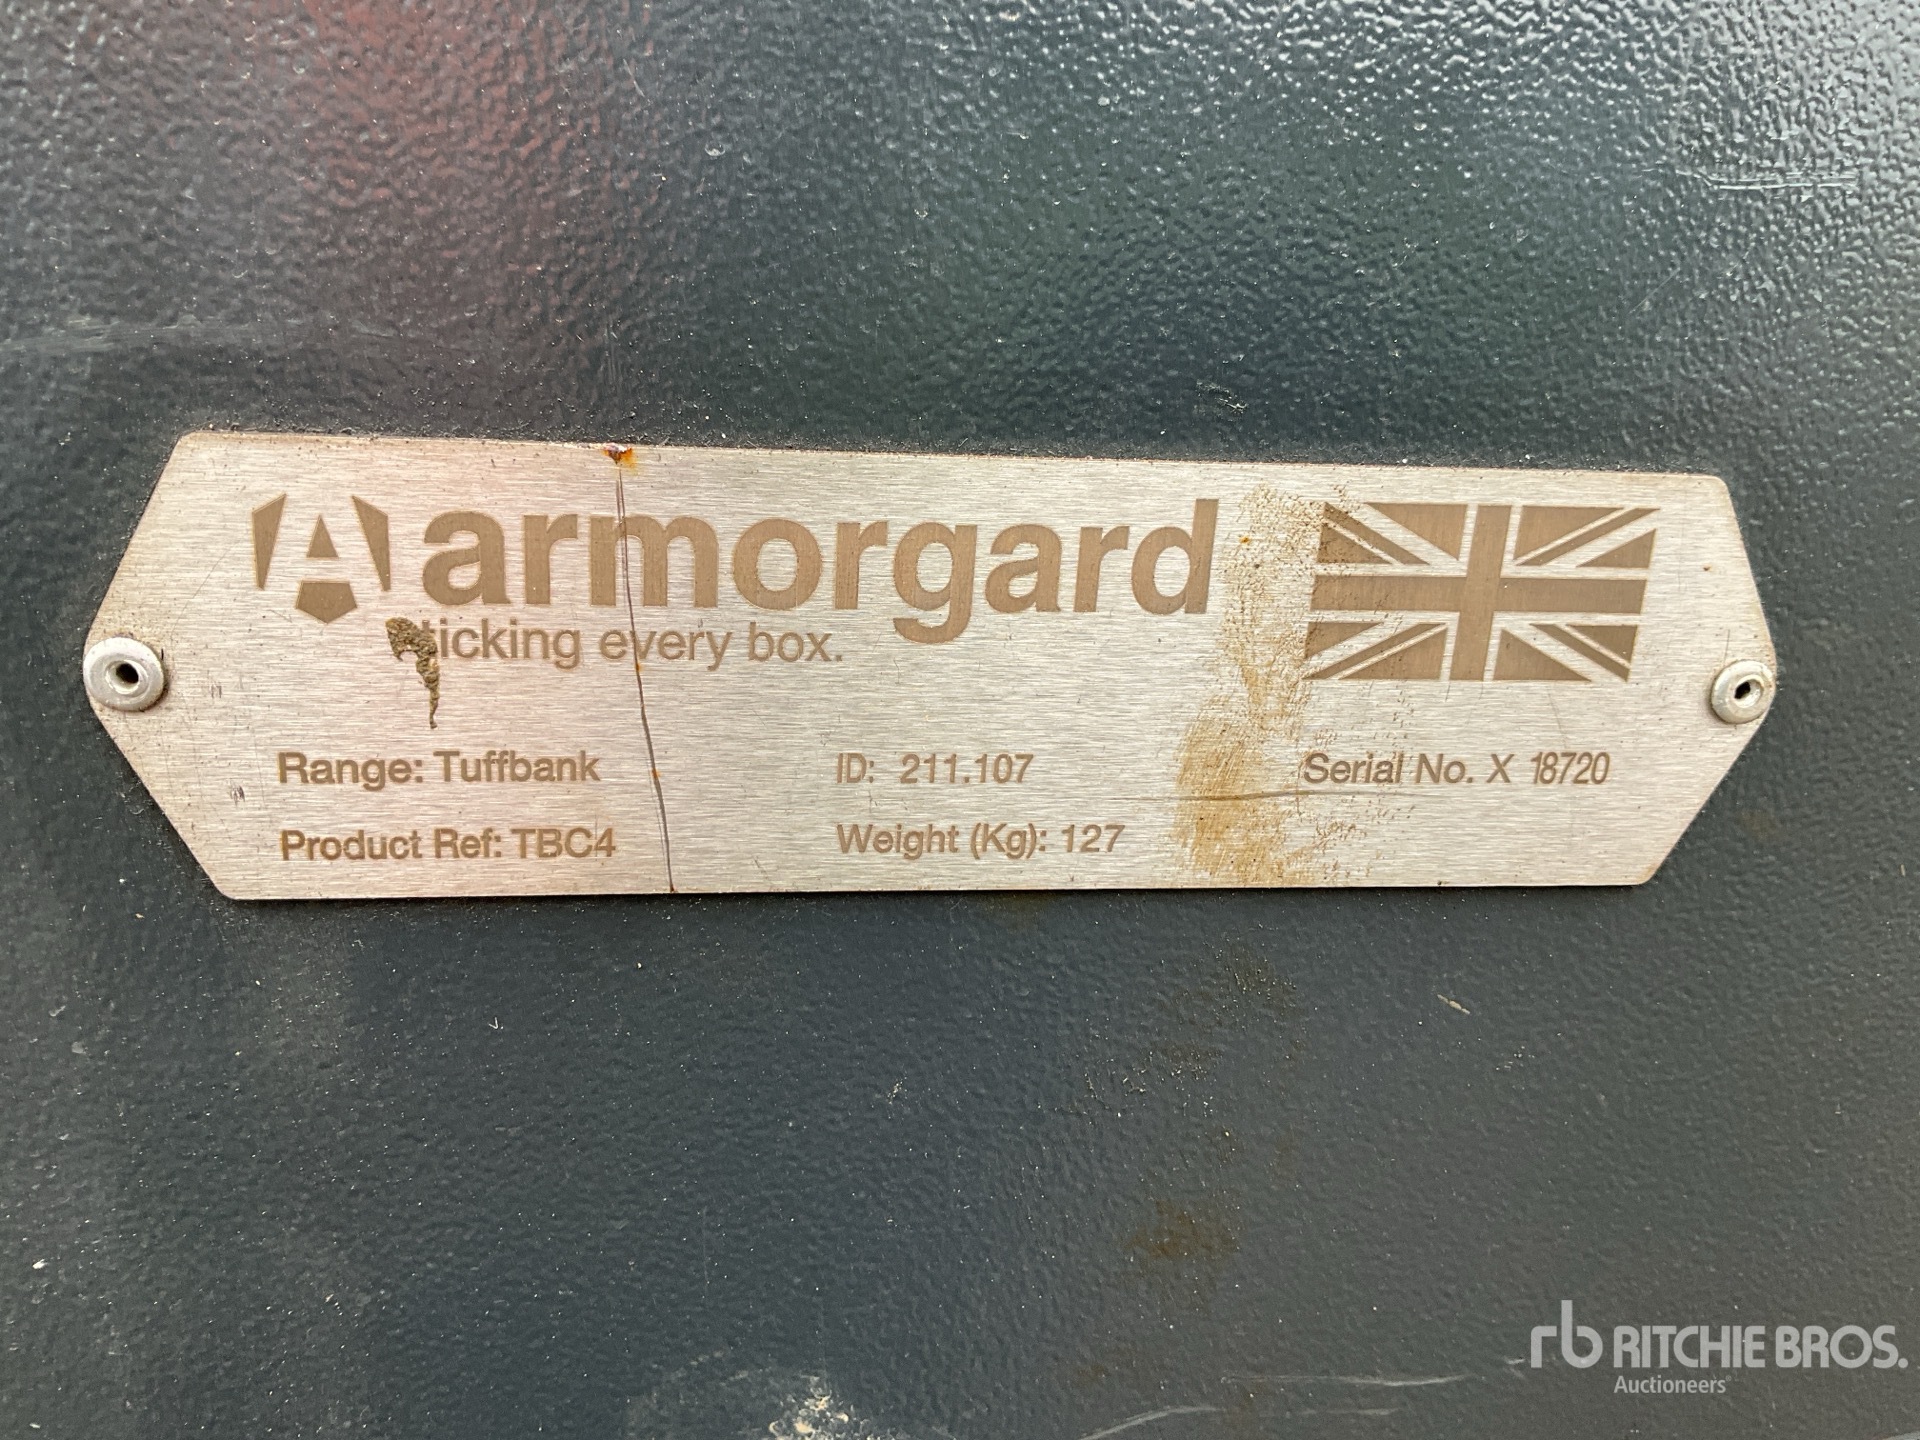 armorgard
ticking every box.
Range: Tuffbank
ID: 211.107
Serial No. X 18720
Product Ref: TBC4
Weight (Kg): 127
rb RITCHIE BROS.
Auctioneers